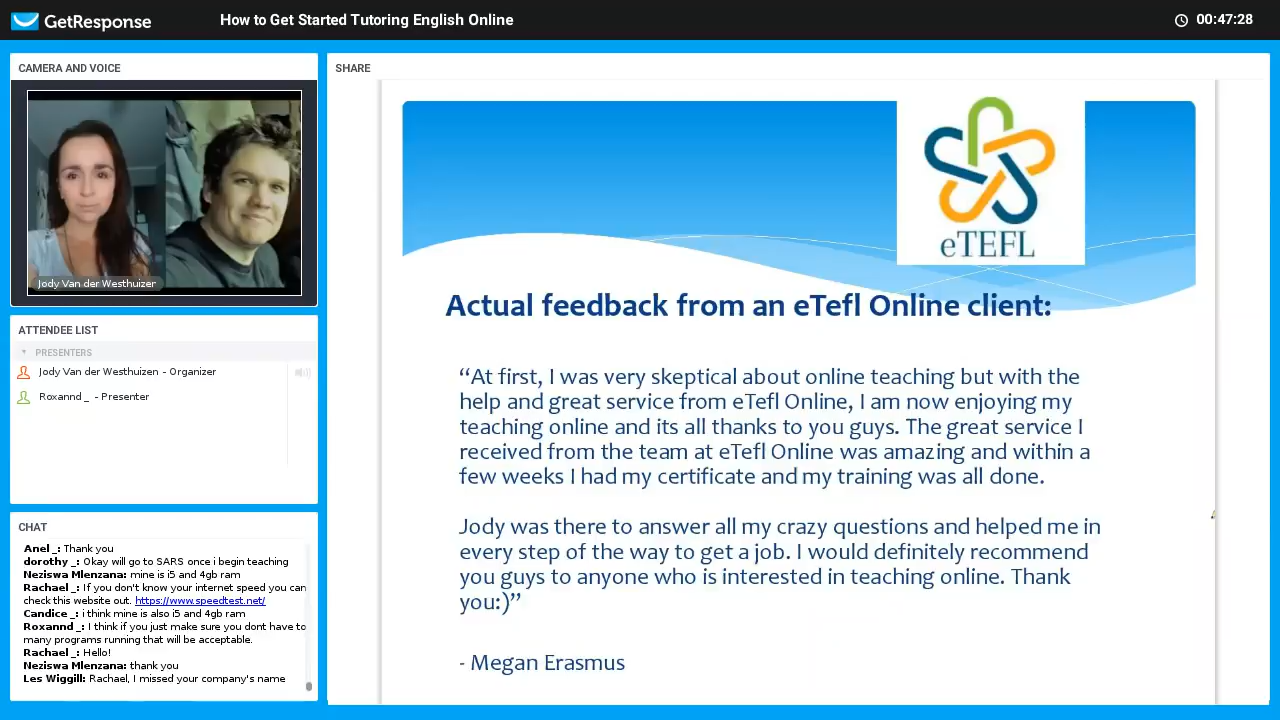 GetResponse
How to Get Started Tutoring English Online
00:47:28
CAMERA AND VOICE
Jody Van der Westhuizer
ATTENDEE LIST
PRESENTERS
Jody Van der Westhuizen - Organizer
Roxannd _ - Presenter
CHAT
Anel _: Thank you
dorothy _: Okay will go to SARS once i begin teaching
Neziswa Mlenzana: mine is i5 and 4gb ram
Rachael _: If you don't know your internet speed you can
check this website out. https://www.speedtest.net/
Candice _: i think mine is also i5 and 4gb ram
Roxannd _: I think if you just make sure you dont have to
many programs running that will be acceptable.
Rachael _: Hello!
Neziswa Mlenzana: thank you
Les Wiggill: Rachael, I missed your company's name
SHARE
eTEFL
Actual feedback from an eTefl Online client:
“At first, I was very skeptical about online teaching but with the
help and great service from eTefl Online, I am now enjoying my
teaching online and its all thanks to you guys. The great service I
received from the team at eTefl Online was amazing and within a
few weeks I had my certificate and my training was all done.
Jody was there to answer all my crazy questions and helped me in
every step of the way to get a job. I would definitely recommend
you guys to anyone who is interested in teaching online. Thank
you:)”
- Megan Erasmus